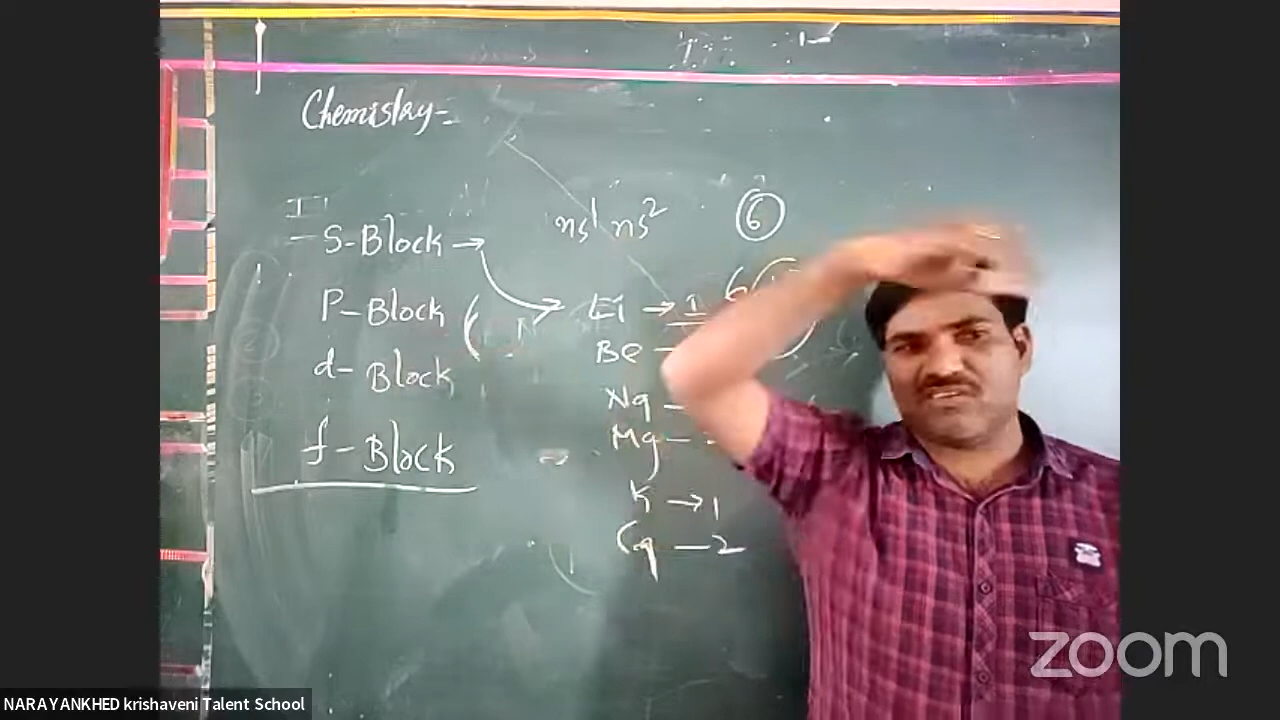 Chemistry-
I
- S-Block → ns¹ ns² 6
P-Block ( Li → 1 6
d- Block Be -
Na -
f-Block Mg -
K → 1
Ca - 2
zoom
NARAYANKHED krishaveni Talent School